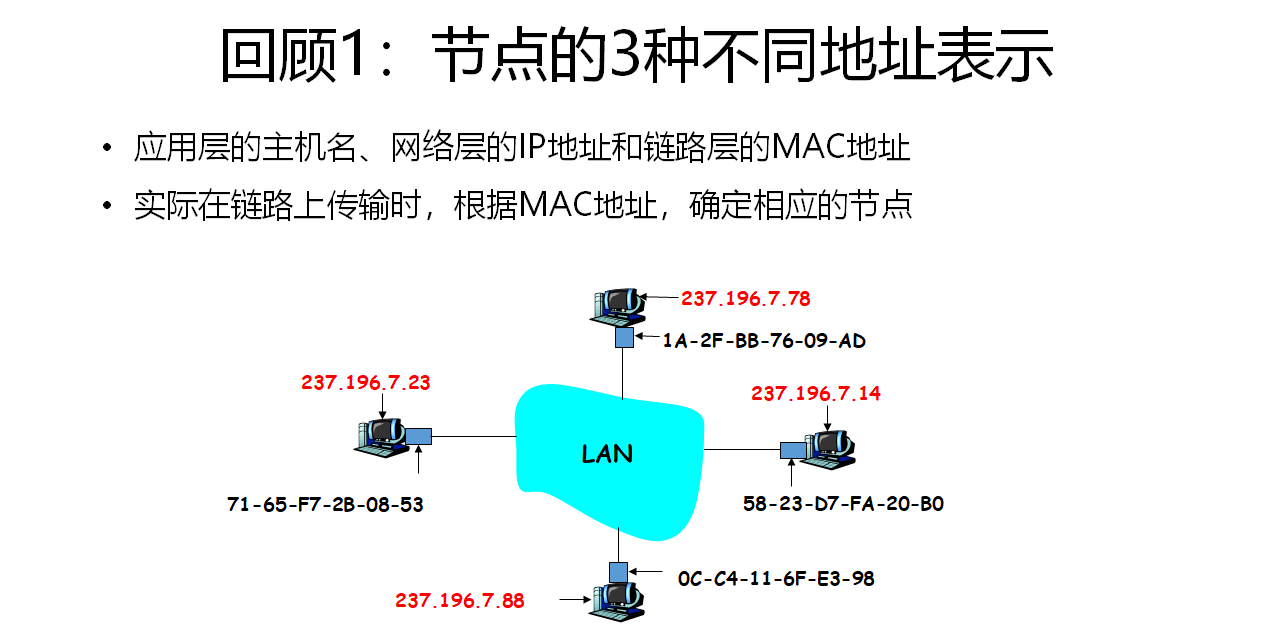 回顾1：节点的3种不同地址表示
• 应用层的主机名、网络层的IP地址和链路层的MAC地址
• 实际在链路上传输时，根据MAC地址，确定相应的节点
237.196.7.78
1A-2F-BB-76-09-AD
237.196.7.23
237.196.7.14
LAN
71-65-F7-2B-08-53
58-23-D7-FA-20-B0
0C-C4-11-6F-E3-98
237.196.7.88